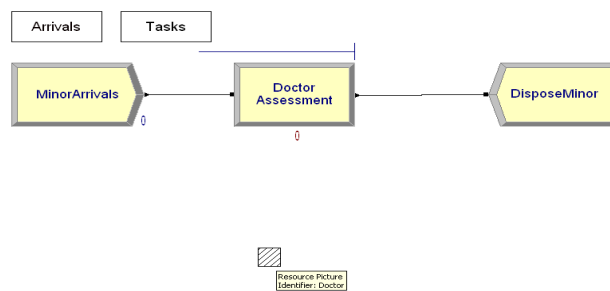 Arrivals
Tasks
MinorArrivals
Doctor
Assessment
DisposeMinor
0
0
Resource Picture
Identifier: Doctor